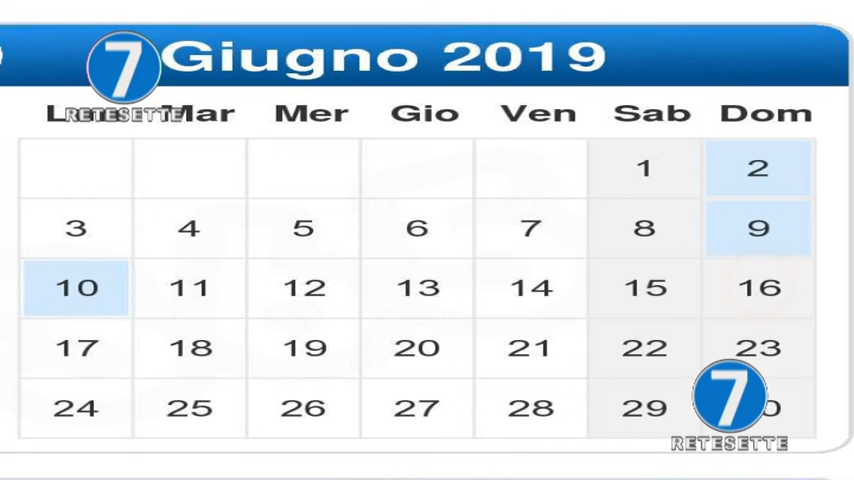 7 Giugno 2019
RETESETTE Mar Mer Gio Ven Sab Dom
1 2
3 4 5 6 7 8 9
10 11 12 13 14 15 16
17 18 19 20 21 22 23
24 25 26 27 28 29 7
RETESETTE